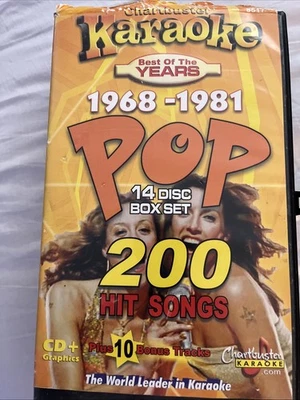 Chartbuster
Karaoke
Best Of The
YEARS
1968 -1981
POP
14 DISC
BOX SET
200
HIT SONGS
CD+
Graphics
Plus 10 Bonus Tracks
Chartbuster
KARAOKE
.com
The World Leader in Karaoke